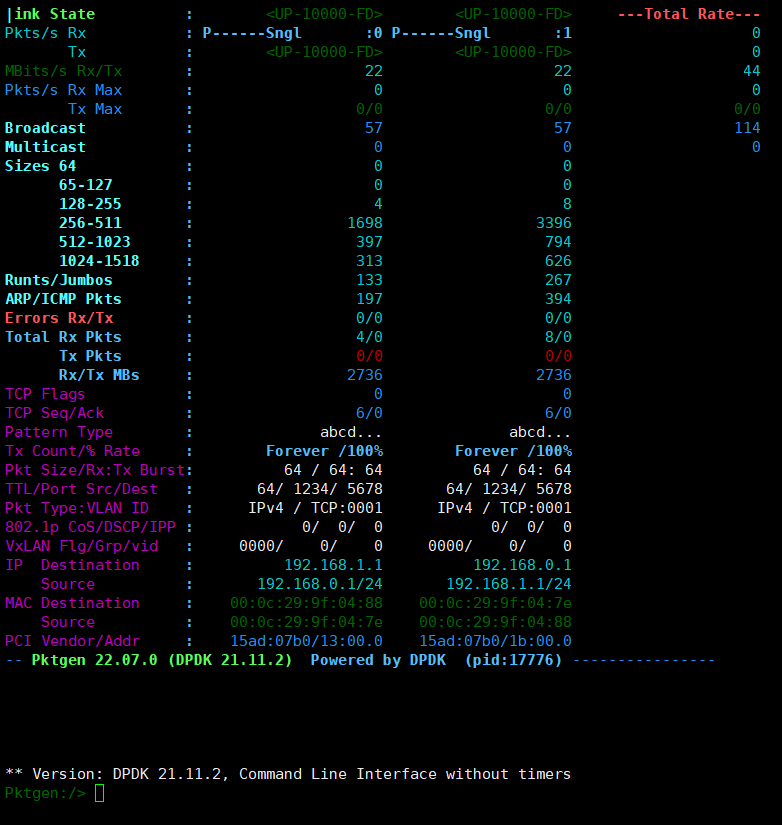 |ink State : <UP-10000-FD> <UP-10000-FD> ---Total Rate---
Pkts/s Rx : P------Sngl :0 P------Sngl :1 0
Tx : <UP-10000-FD> <UP-10000-FD> 0
MBits/s Rx/Tx : 22 22 44
Pkts/s Rx Max : 0 0 0
Tx Max : 0/0 0/0 0/0
Broadcast : 57 57 114
Multicast : 0 0 0
Sizes 64 : 0 0
65-127 : 0 0
128-255 : 4 8
256-511 : 1698 3396
512-1023 : 397 794
1024-1518 : 313 626
Runts/Jumbos : 133 267
ARP/ICMP Pkts : 197 394
Errors Rx/Tx : 0/0 0/0
Total Rx Pkts : 4/0 8/0
Tx Pkts : 0/0 0/0
Rx/Tx MBs : 2736 2736
TCP Flags : 0 0
TCP Seq/Ack : 6/0 6/0
Pattern Type : abcd... abcd...
Tx Count/% Rate : Forever /100% Forever /100%
Pkt Size/Rx:Tx Burst: 64 / 64: 64 64 / 64: 64
TTL/Port Src/Dest : 64/ 1234/ 5678 64/ 1234/ 5678
Pkt Type:VLAN ID : IPv4 / TCP:0001 IPv4 / TCP:0001
802.1p CoS/DSCP/IPP : 0/ 0/ 0 0/ 0/ 0
VxLAN Flg/Grp/vid : 0000/ 0/ 0 0000/ 0/ 0
IP Destination : 192.168.1.1 192.168.0.1
Source : 192.168.0.1/24 192.168.1.1/24
MAC Destination : 00:0c:29:9f:04:88 00:0c:29:9f:04:7e
Source : 00:0c:29:9f:04:7e 00:0c:29:9f:04:88
PCI Vendor/Addr : 15ad:07b0/13:00.0 15ad:07b0/1b:00.0
-- Pktgen 22.07.0 (DPDK 21.11.2) Powered by DPDK (pid:17776) ----------------
** Version: DPDK 21.11.2, Command Line Interface without timers
Pktgen:/>